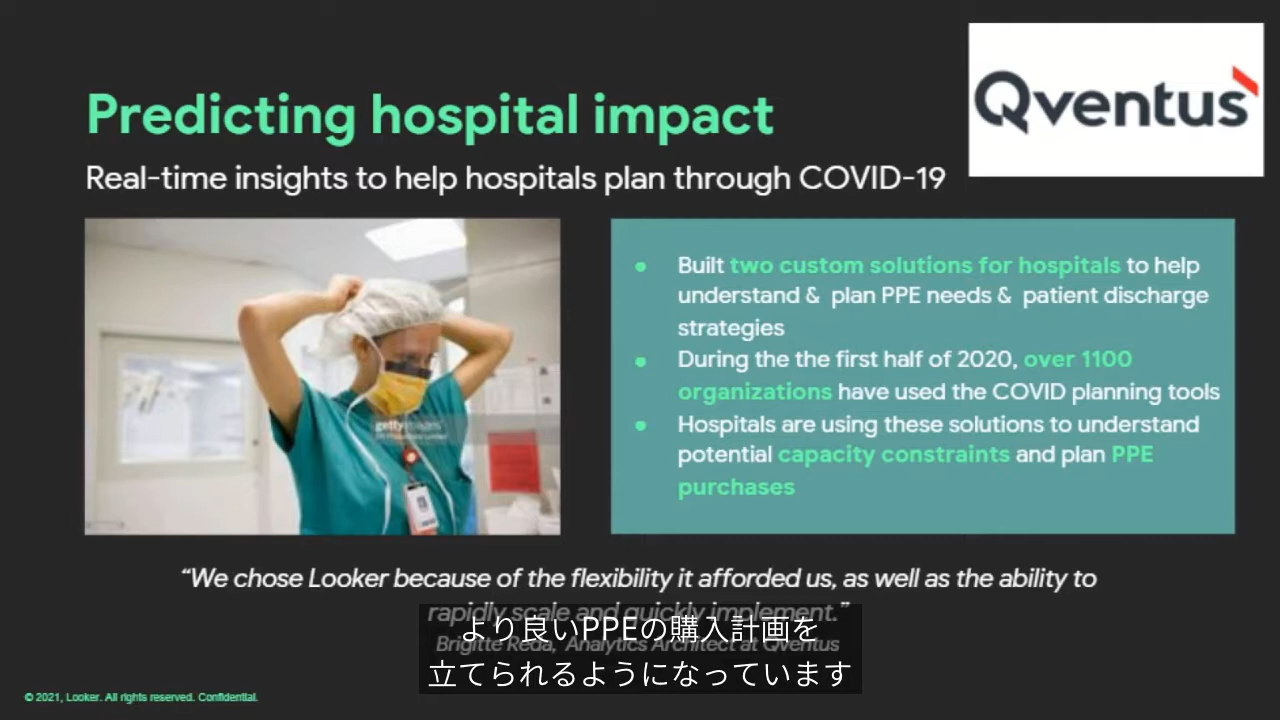 Qventus
Predicting hospital impact
Real-time insights to help hospitals plan through COVID-19
gettyimages
• Built two custom solutions for hospitals to help
understand & plan PPE needs & patient discharge
strategies
• During the the first half of 2020, over 1100
organizations have used the COVID planning tools
• Hospitals are using these solutions to understand
potential capacity constraints and plan PPE
purchases
“We chose Looker because of the flexibility it afforded us, as well as the ability to
rapidly scale and quickly implement.”
Brigitte Reda, Analytics Architect at Qventus
より良いPPEの購入計画を
立てられるようになっています
© 2021, Looker. All rights reserved. Confidential.